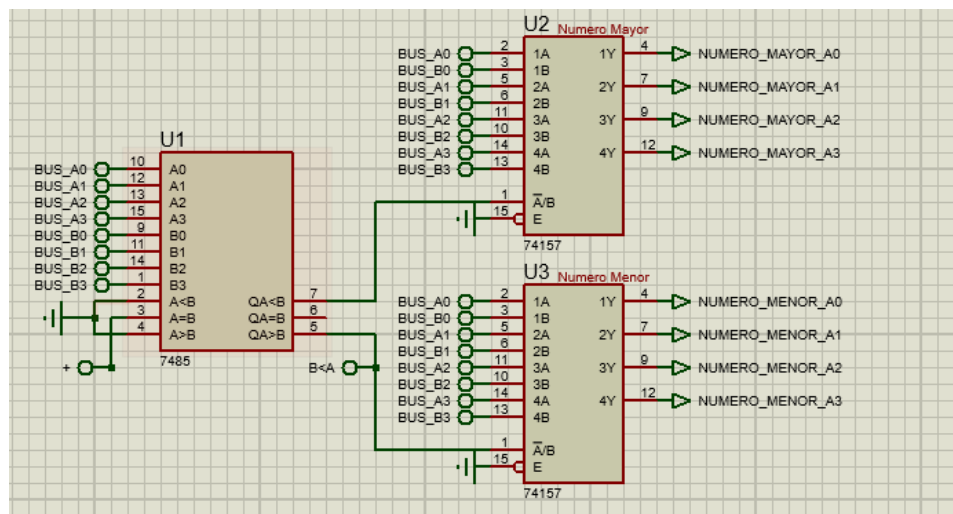 U1
BUS_A0 10 A0
BUS_A1 12 A1
BUS_A2 13 A2
BUS_A3 15 A3
BUS_B0 9 B0
BUS_B1 11 B1
BUS_B2 14 B2
BUS_B3 1 B3
2 A<B QA<B 7
3 A=B QA=B 6
4 A>B QA>B 5
+
7485
B<A
U2 Numero Mayor
BUS_A0 2 1A 1Y 4 NUMERO_MAYOR_A0
BUS_B0 3 1B
BUS_A1 5 2A 2Y 7 NUMERO_MAYOR_A1
BUS_B1 6 2B
BUS_A2 11 3A 3Y 9 NUMERO_MAYOR_A2
BUS_B2 10 3B
BUS_A3 14 4A 4Y 12 NUMERO_MAYOR_A3
BUS_B3 13 4B
1 A̅/B
15 E
74157
U3 Numero Menor
BUS_A0 2 1A 1Y 4 NUMERO_MENOR_A0
BUS_B0 3 1B
BUS_A1 5 2A 2Y 7 NUMERO_MENOR_A1
BUS_B1 6 2B
BUS_A2 11 3A 3Y 9 NUMERO_MENOR_A2
BUS_B2 10 3B
BUS_A3 14 4A 4Y 12 NUMERO_MENOR_A3
BUS_B3 13 4B
1 A̅/B
15 E
74157